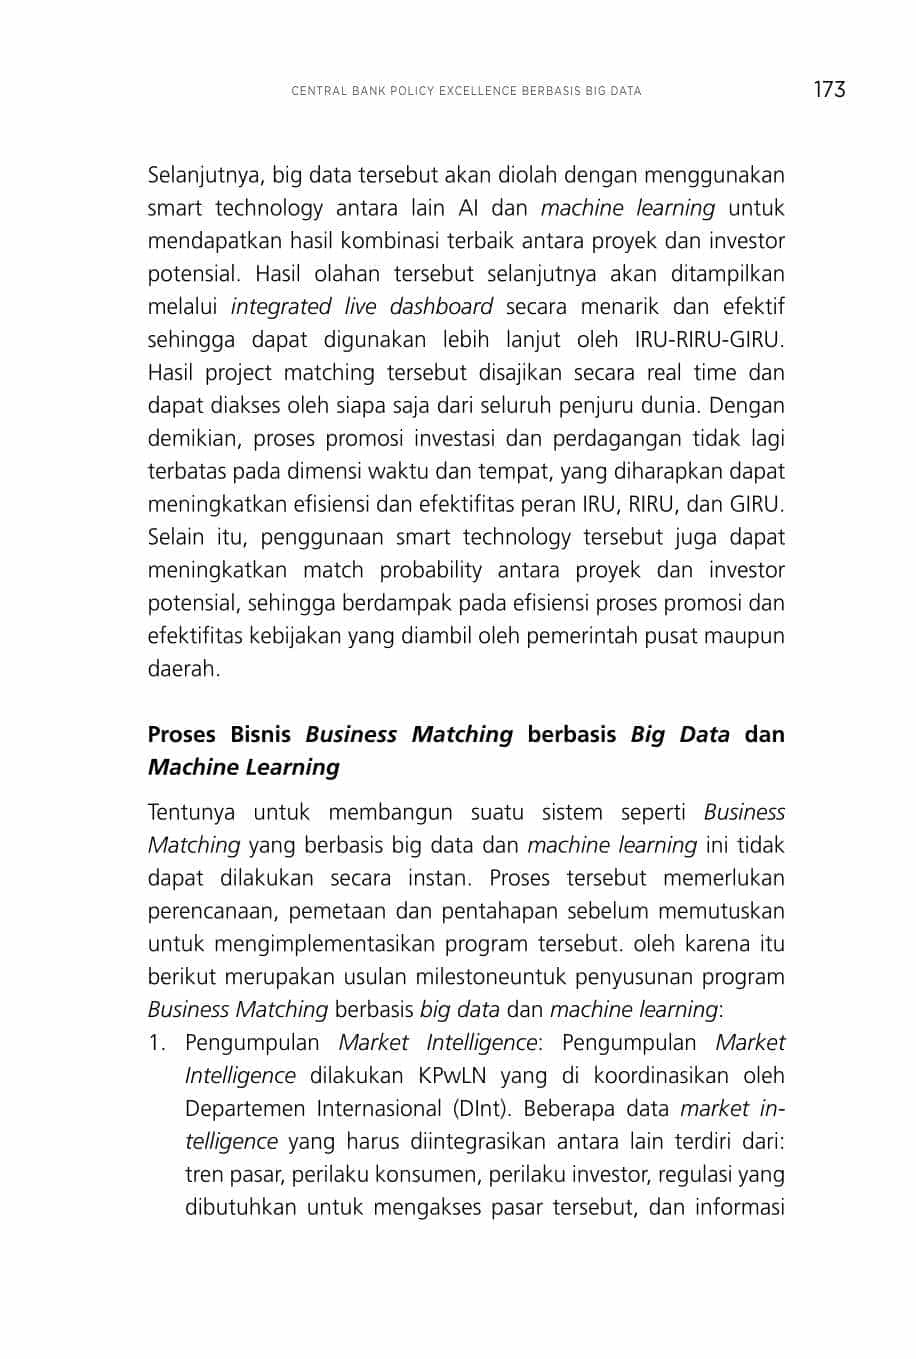 CENTRAL BANK POLICY EXCELLENCE BERBASIS BIG DATA 173
Selanjutnya, big data tersebut akan diolah dengan menggunakan
smart technology antara lain AI dan machine learning untuk
mendapatkan hasil kombinasi terbaik antara proyek dan investor
potensial. Hasil olahan tersebut selanjutnya akan ditampilkan
melalui integrated live dashboard secara menarik dan efektif
sehingga dapat digunakan lebih lanjut oleh IRU-RIRU-GIRU.
Hasil project matching tersebut disajikan secara real time dan
dapat diakses oleh siapa saja dari seluruh penjuru dunia. Dengan
demikian, proses promosi investasi dan perdagangan tidak lagi
terbatas pada dimensi waktu dan tempat, yang diharapkan dapat
meningkatkan efisiensi dan efektifitas peran IRU, RIRU, dan GIRU.
Selain itu, penggunaan smart technology tersebut juga dapat
meningkatkan match probability antara proyek dan investor
potensial, sehingga berdampak pada efisiensi proses promosi dan
efektifitas kebijakan yang diambil oleh pemerintah pusat maupun
daerah.
Proses Bisnis Business Matching berbasis Big Data dan
Machine Learning
Tentunya untuk membangun suatu sistem seperti Business
Matching yang berbasis big data dan machine learning ini tidak
dapat dilakukan secara instan. Proses tersebut memerlukan
perencanaan, pemetaan dan pentahapan sebelum memutuskan
untuk mengimplementasikan program tersebut. oleh karena itu
berikut merupakan usulan milestoneuntuk penyusunan program
Business Matching berbasis big data dan machine learning:
1. Pengumpulan Market Intelligence: Pengumpulan Market
Intelligence dilakukan KPwLN yang di koordinasikan oleh
Departemen Internasional (DInt). Beberapa data market in-
telligence yang harus diintegrasikan antara lain terdiri dari:
tren pasar, perilaku konsumen, perilaku investor, regulasi yang
dibutuhkan untuk mengakses pasar tersebut, dan informasi